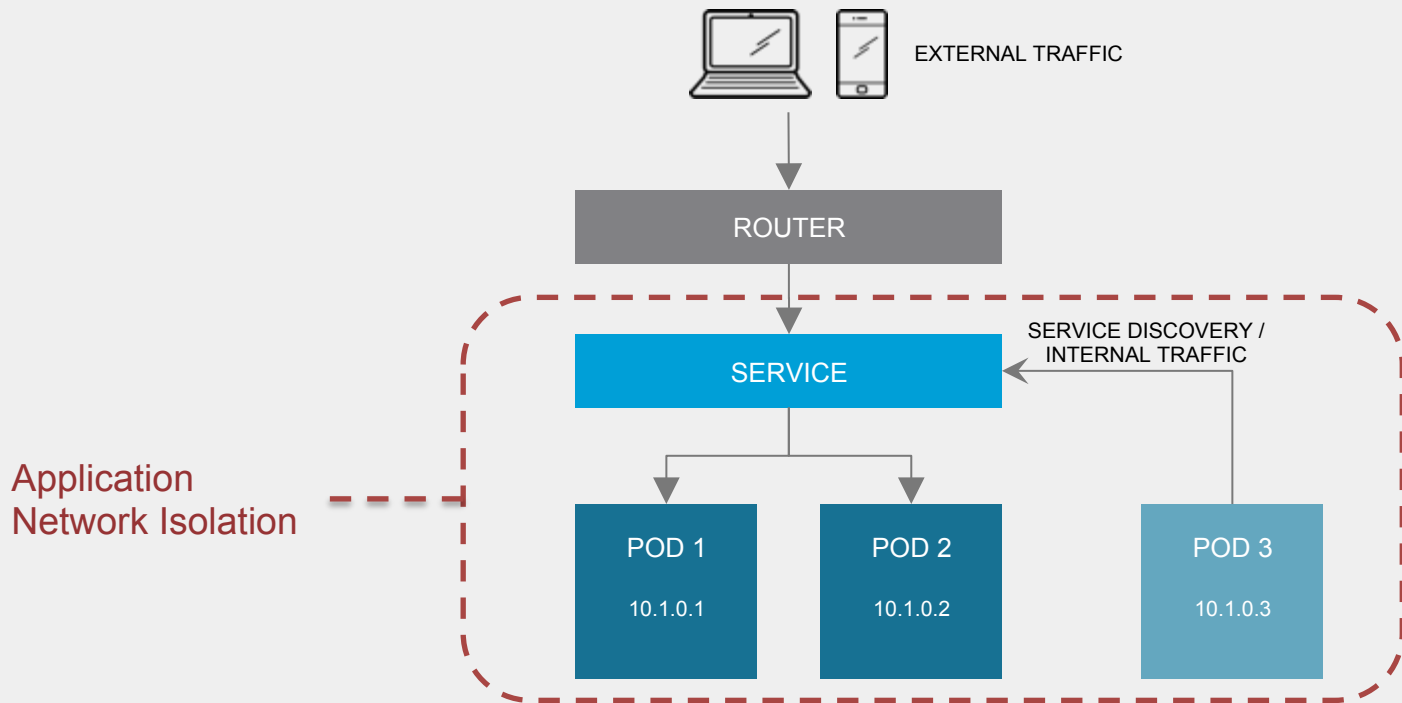 EXTERNAL TRAFFIC
ROUTER
SERVICE DISCOVERY /
INTERNAL TRAFFIC
SERVICE
Application
Network Isolation
POD 1
10.1.0.1
POD 2
10.1.0.2
POD 3
10.1.0.3